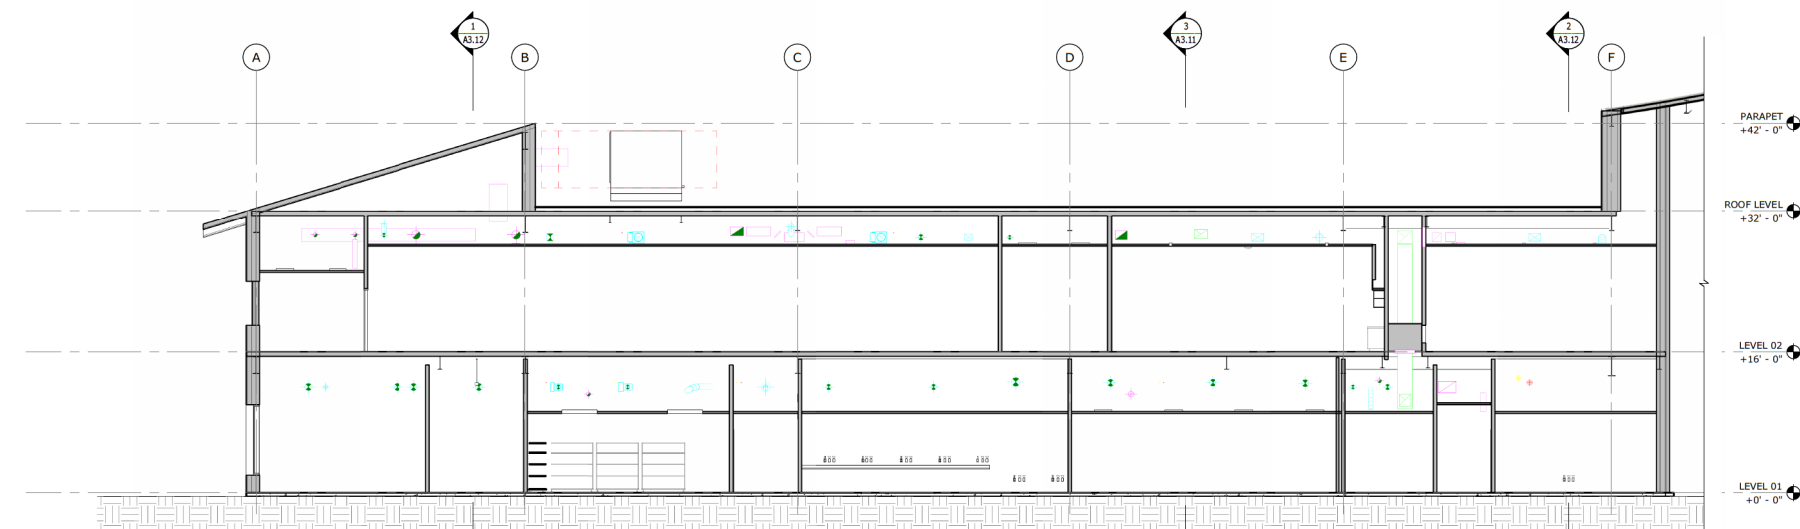 1
A3.12
3
A3.11
2
A3.12
A
B
C
D
E
F
PARAPET
+42' - 0"
ROOF LEVEL
+32' - 0"
LEVEL 02
+16' - 0"
LEVEL 01
+0' - 0"